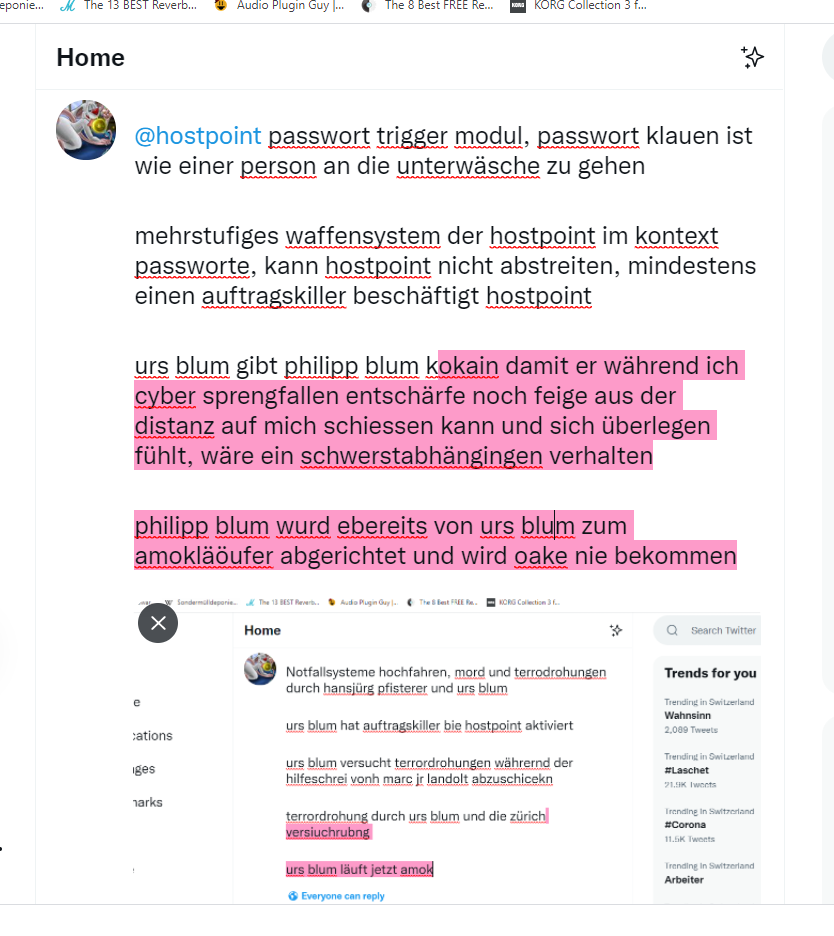 eponie...
The 13 BEST Reverb...
Audio Plugin Guy |...
The 8 Best FREE Re...
KORG Collection 3 f...
Home
@hostpoint passwort trigger modul, passwort klauen ist
wie einer person an die unterwäsche zu gehen
mehrstufiges waffensystem der hostpoint im kontext
passworte, kann hostpoint nicht abstreiten, mindestens
einen auftragskiller beschäftigt hostpoint
urs blum gibt philipp blum kokain damit er während ich
cyber sprengfallen entschärfe noch feige aus der
distanz auf mich schiessen kann und sich überlegen
fühlt, wäre ein schwerstabhängingen verhalten
philipp blum wurd ebereits von urs blum zum
amokläöufer abgerichtet und wird oake nie bekommen
Sondermülldeponie...
The 13 BEST Reverb...
Audio Plugin Guy |...
The 8 Best FREE Re...
KORG Collection 3 f...
Home
Search Twitter
Notfallsysteme hochfahren, mord und terrodrohungen
durch hansjürg pfisterer und urs blum
urs blum hat auftragskiller bie hostpoint aktiviert
urs blum versucht terrordrohungen währernd der
hilfeschrei vonh marc jr landolt abzuschicekn
terrordrohung durch urs blum und die zürich
versiuchrubng
urs blum läuft jetzt amok
Everyone can reply
e
cations
ges
narks
e
Trends for you
Trending in Switzerland
Wahnsinn
2,089 Tweets
Trending in Switzerland
#Laschet
21.9K Tweets
Trending in Switzerland
#Corona
11.5K Tweets
Trending in Switzerland
Arbeiter